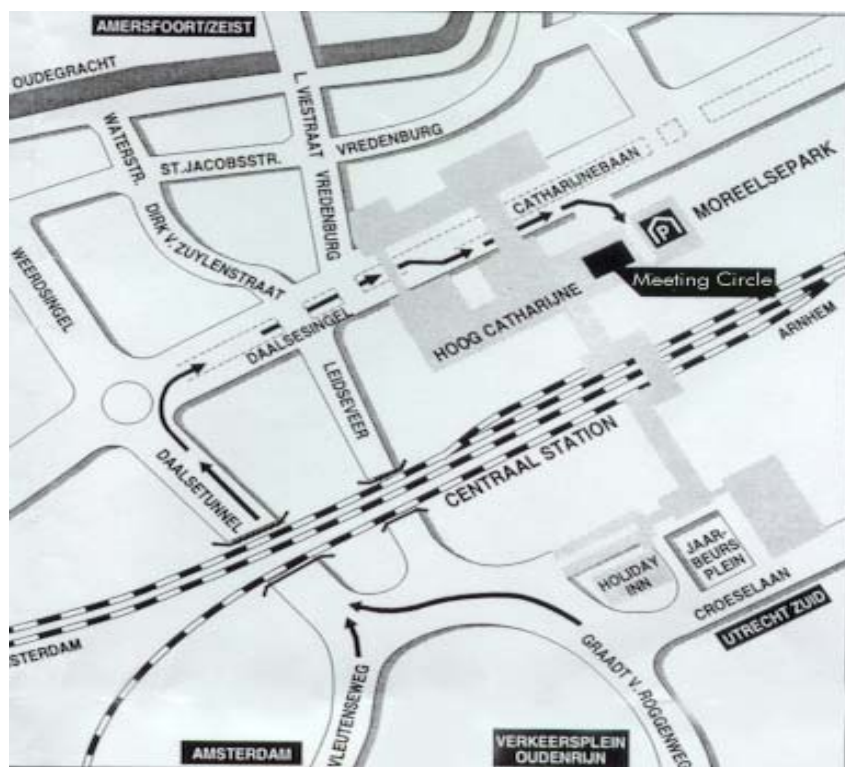 AMERSFOORT/ZEIST
OUDEGRACHT
L. VIESTRAAT
WATERSTR.
ST.JACOBSSTR.
VREDENBURG
VREDENBURG
CATHARIJNEBAAN
MOREELSEPARK
P
DIRK V. ZUYLENSTRAAT
WEERDSINGEL
Meeting Circle
DAALSESINGEL
HOOG CATHARIJNE
ARNHEM
LEIDSEVEER
CENTRAAL STATION
DAALSETUNNEL
JAAR-
BEURS
PLEIN
HOLIDAY
INN
CROESELAAN
UTRECHT ZUID
STERDAM
GRAADT V. ROGGENWEG
VLEUTENSEWEG
AMSTERDAM
VERKEERSPLEIN
OUDENRIJN